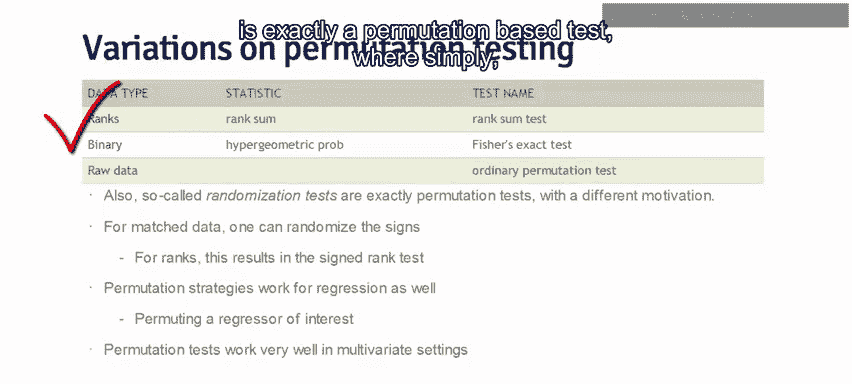 is exactly a permutation based test,
where simply,
Variations on permutation testing
DATA TYPE STATISTIC TEST NAME
Ranks rank sum rank sum test
Binary hypergeometric prob Fisher's exact test
Raw data ordinary permutation test
· Also, so-called randomization tests are exactly permutation tests, with a different motivation.
· For matched data, one can randomize the signs
- For ranks, this results in the signed rank test
· Permutation strategies work for regression as well
- Permuting a regressor of interest
· Permutation tests work very well in multivariate settings